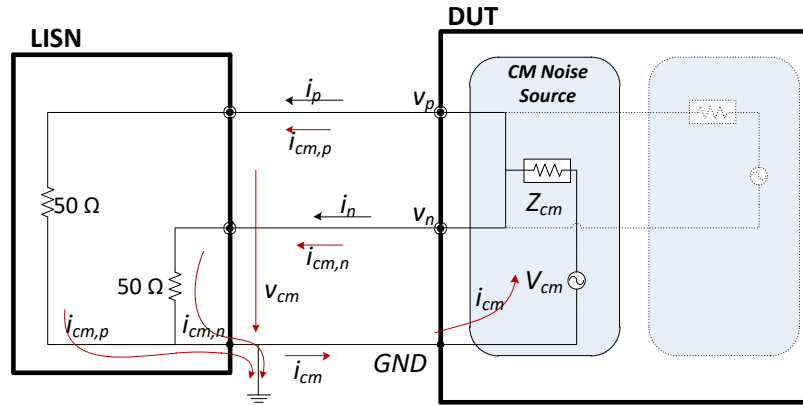 LISN
DUT
CM Noise
Source
i_p
v_p
i_cm,p
Z_cm
50 Ω
i_n
v_n
i_cm,n
50 Ω
v_cm
V_cm
i_cm
i_cm,p
i_cm,n
i_cm
GND